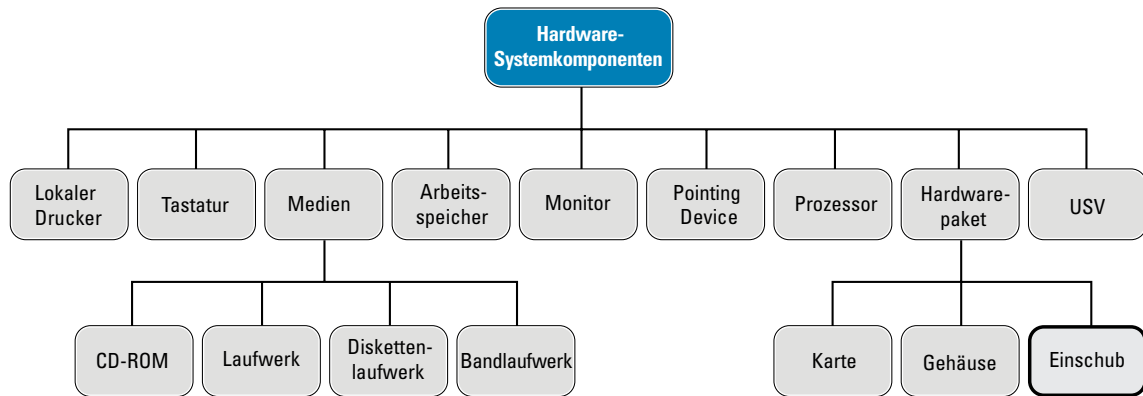 Hardware-
Systemkomponenten
Lokaler
Drucker
Tastatur
Medien
Arbeits-
speicher
Monitor
Pointing
Device
Prozessor
Hardware-
paket
USV
CD-ROM
Laufwerk
Disketten-
laufwerk
Bandlaufwerk
Karte
Gehäuse
Einschub